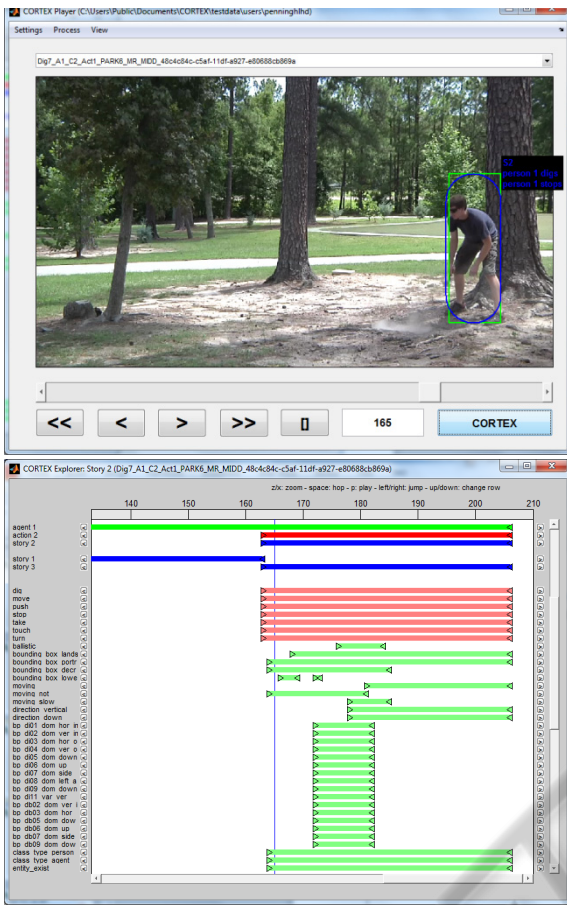 CORTEX Player (C:\Users\Public\Documents\CORTEX\testdata\users\penninghlhd)
Settings Process View
Dig7_A1_C2_Act1_PARK6_MR_MIDD_48c4c84c-c5af-11df-a927-e80688cb869a
S2:
person 1 digs
person 1 stops
<< < > >> [] 165 CORTEX
CORTEX Explorer: Story 2 (Dig7_A1_C2_Act1_PARK6_MR_MIDD_48c4c84c-c5af-11df-a927-e80688cb869a)
z/x: zoom - space: hop - p: play - left/right: jump - up/down: change row
140 150 160 170 180 190 200 210
agent 1
action 2
story 2
story 1
story 3
dig
move
push
stop
take
touch
turn
ballistic
bounding box lands
bounding box portr
bounding box decr
bounding box lowe
moving
moving not
moving slow
direction vertical
direction down
bp di01 dom hor in
bp di02 dom ver in
bp di03 dom hor o
bp di04 dom ver o
bp di05 dom down
bp di06 dom up
bp di07 dom side
bp di08 dom left a
bp di09 dom down
bp di11 var ver
bp db02 dom ver i
bp db03 dom hor
bp db05 dom dow
bp db06 dom up
bp db07 dom side
bp db09 dom dow
class type person
class type agent
entity_exist